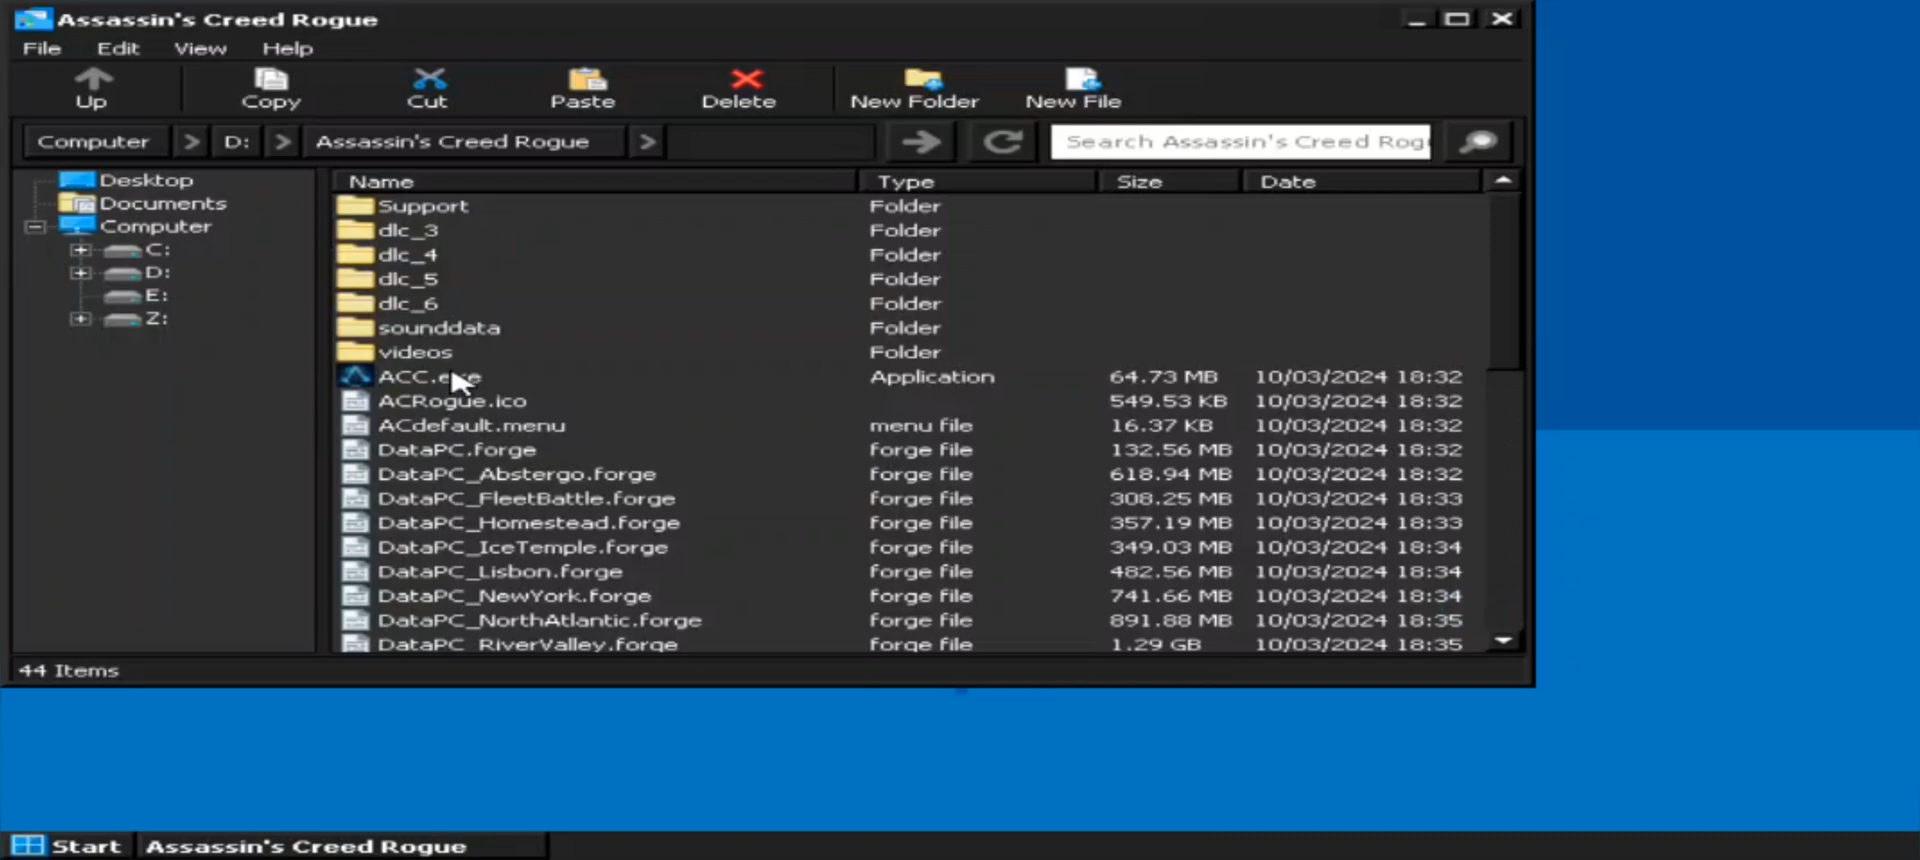 Assassin's Creed Rogue
File Edit View Help
Up Copy Cut Paste Delete New Folder New File
Computer > D: > Assassin's Creed Rogue > Search Assassin's Creed Rog
Desktop
Documents
Computer
C:
D:
E:
Z:
Name Type Size Date
Support Folder
dlc_3 Folder
dlc_4 Folder
dlc_5 Folder
dlc_6 Folder
sounddata Folder
videos Folder
ACC.exe Application 64.73 MB 10/03/2024 18:32
ACRogue.ico 549.53 KB 10/03/2024 18:32
ACdefault.menu menu file 16.37 KB 10/03/2024 18:32
DataPC.forge forge file 132.56 MB 10/03/2024 18:32
DataPC_Abstergo.forge forge file 618.94 MB 10/03/2024 18:32
DataPC_FleetBattle.forge forge file 308.25 MB 10/03/2024 18:33
DataPC_Homestead.forge forge file 357.19 MB 10/03/2024 18:33
DataPC_IceTemple.forge forge file 349.03 MB 10/03/2024 18:34
DataPC_Lisbon.forge forge file 482.56 MB 10/03/2024 18:34
DataPC_NewYork.forge forge file 741.66 MB 10/03/2024 18:34
DataPC_NorthAtlantic.forge forge file 891.88 MB 10/03/2024 18:35
DataPC_RiverValley.forge forge file 1.29 GB 10/03/2024 18:35
44 Items
Start Assassin's Creed Rogue